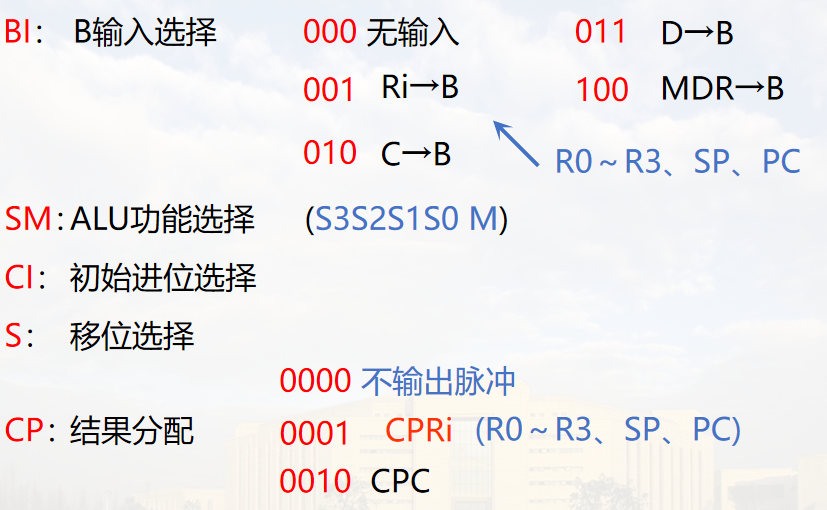 BI: B输入选择 000 无输入 011 D→B
001 Ri→B 100 MDR→B
010 C→B R0～R3、SP、PC
SM:ALU功能选择 (S3S2S1S0 M)
CI: 初始进位选择
S: 移位选择
0000 不输出脉冲
CP: 结果分配 0001 CPRi (R0～R3、SP、PC)
0010 CPC